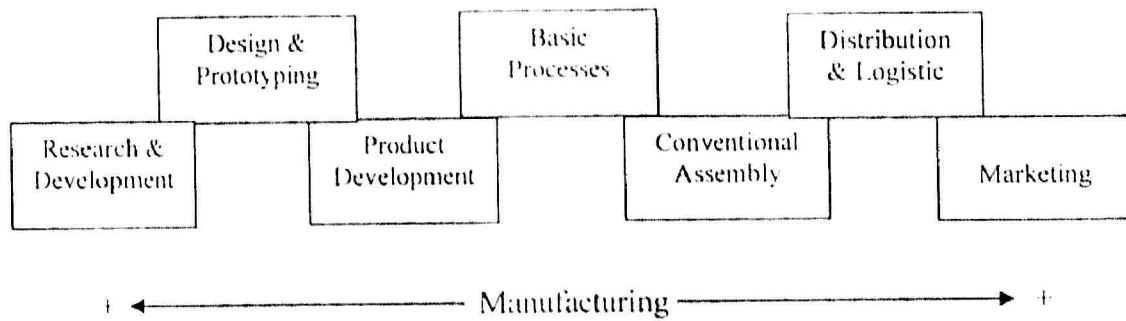 Design &
Prototyping
Basic
Processes
Distribution
& Logistic
Research &
Development
Product
Development
Conventional
Assembly
Marketing
+ Manufacturing +